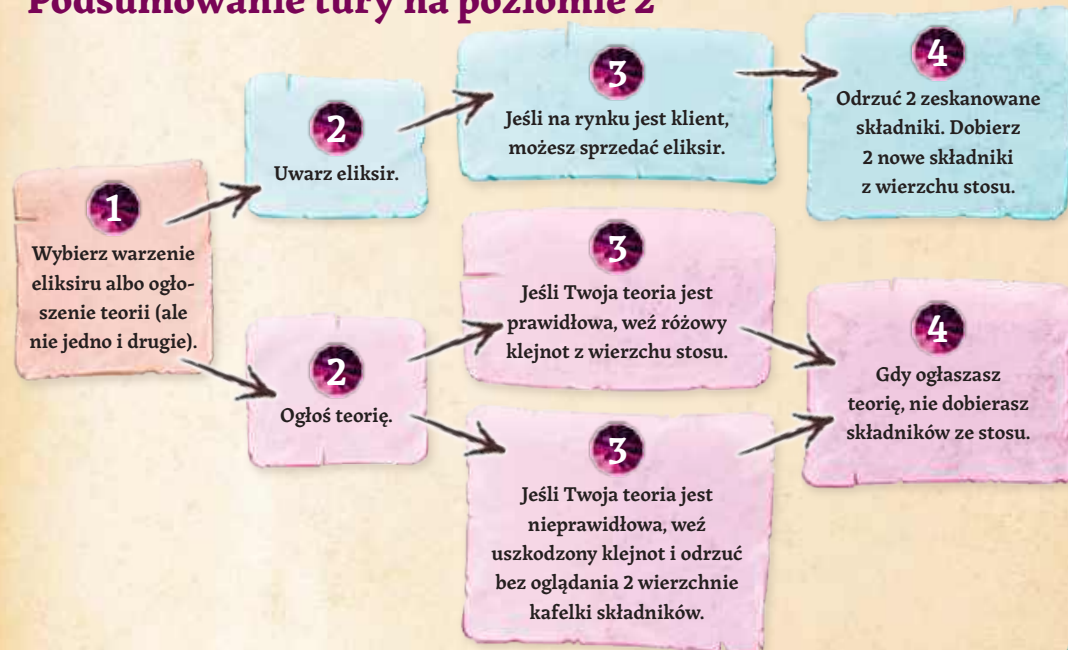 Podsumowanie tury na poziomie 2
1
Wybierz warzenie
eliksiru albo ogło-
szenie teorii (ale
nie jedno i drugie).
2
Uwarz eliksir.
3
Jeśli na rynku jest klient,
możesz sprzedać eliksir.
4
Odrzuć 2 zeskanowane
składniki. Dobierz
2 nowe składniki
z wierzchu stosu.
2
Ogłoś teorię.
3
Jeśli Twoja teoria jest
prawidłowa, weź różowy
klejnot z wierzchu stosu.
3
Jeśli Twoja teoria jest
nieprawidłowa, weź
uszkodzony klejnot i odrzuć
bez oglądania 2 wierzchnie
kafelki składników.
4
Gdy ogłaszasz
teorię, nie dobierasz
składników ze stosu.